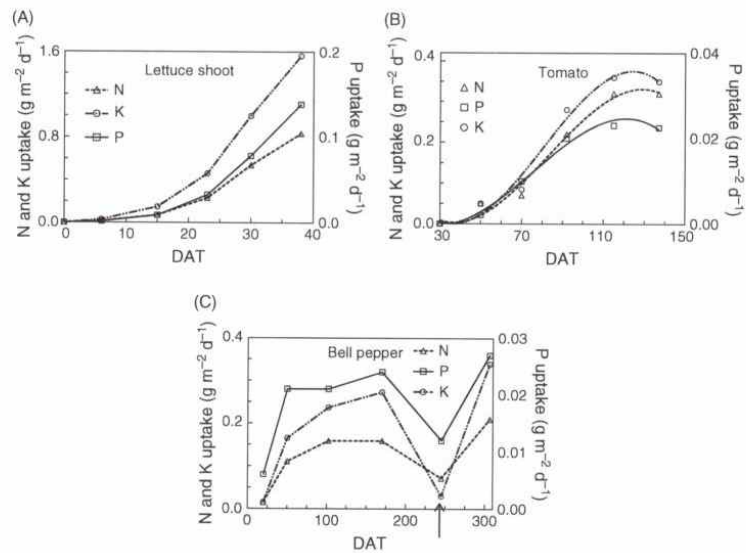 (A)
N and K uptake (g m⁻² d⁻¹)
1.6
0.8
0.0
Lettuce shoot
N
K
P
0.2
0.1
0.0
P uptake (g m⁻² d⁻¹)
0 10 20 30 40
DAT
(B)
N and K uptake (g m⁻² d⁻¹)
0.4
0.2
0.0
Tomato
N
P
K
0.04
0.02
0.00
P uptake (g m⁻² d⁻¹)
30 70 110 150
DAT
(C)
N and K uptake (g m⁻² d⁻¹)
0.4
0.2
0.0
Bell pepper
N
P
K
0.03
0.02
0.01
0.00
P uptake (g m⁻² d⁻¹)
0 100 200 300
DAT